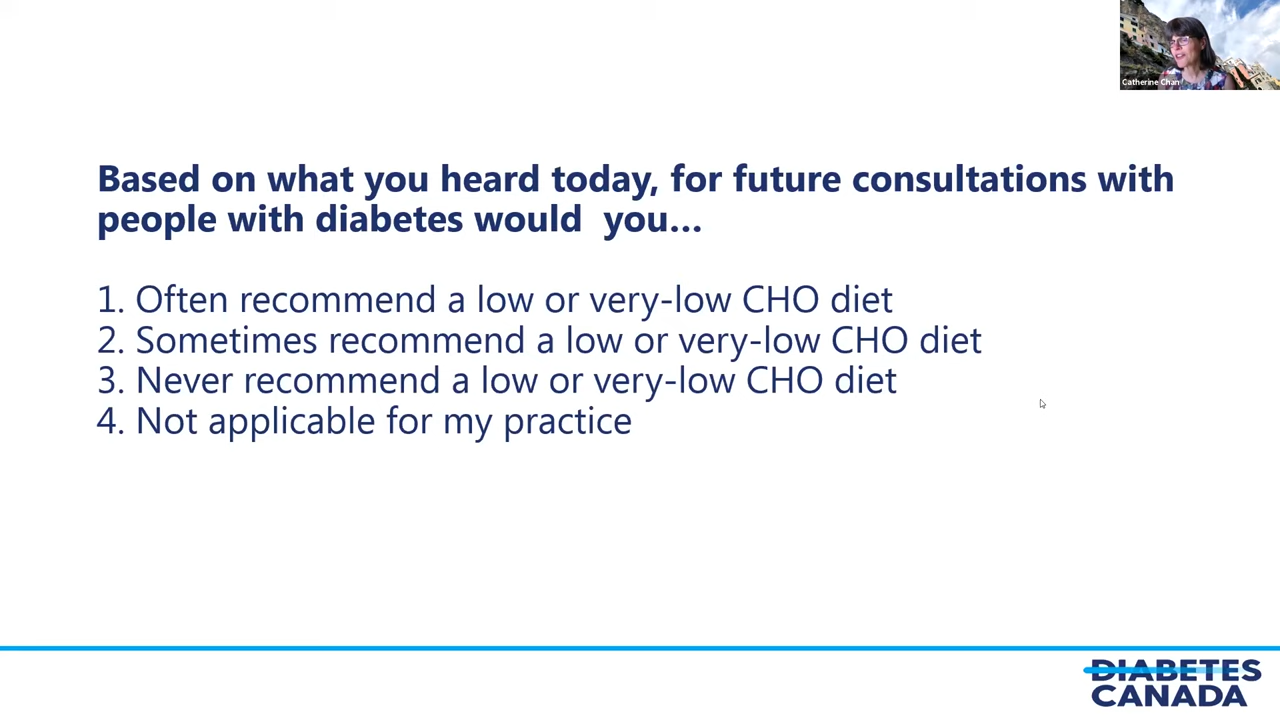 Catherine Chan
Based on what you heard today, for future consultations with
people with diabetes would  you...
1. Often recommend a low or very-low CHO diet
2. Sometimes recommend a low or very-low CHO diet
3. Never recommend a low or very-low CHO diet
4. Not applicable for my practice
DIABETES
CANADA